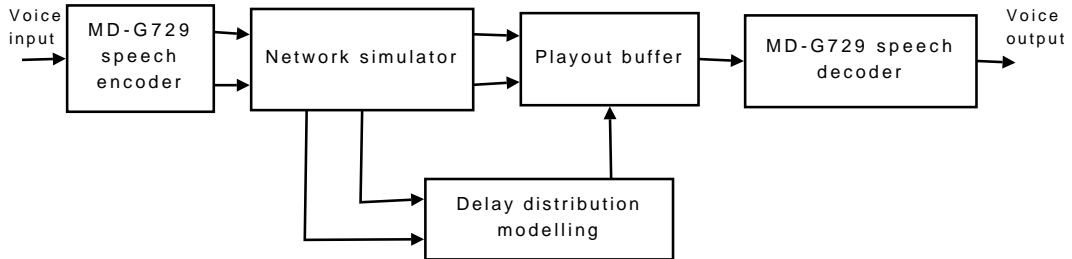 Voice
input
MD-G729
speech
encoder
Network simulator
Playout buffer
MD-G729 speech
decoder
Voice
output
Delay distribution
modelling